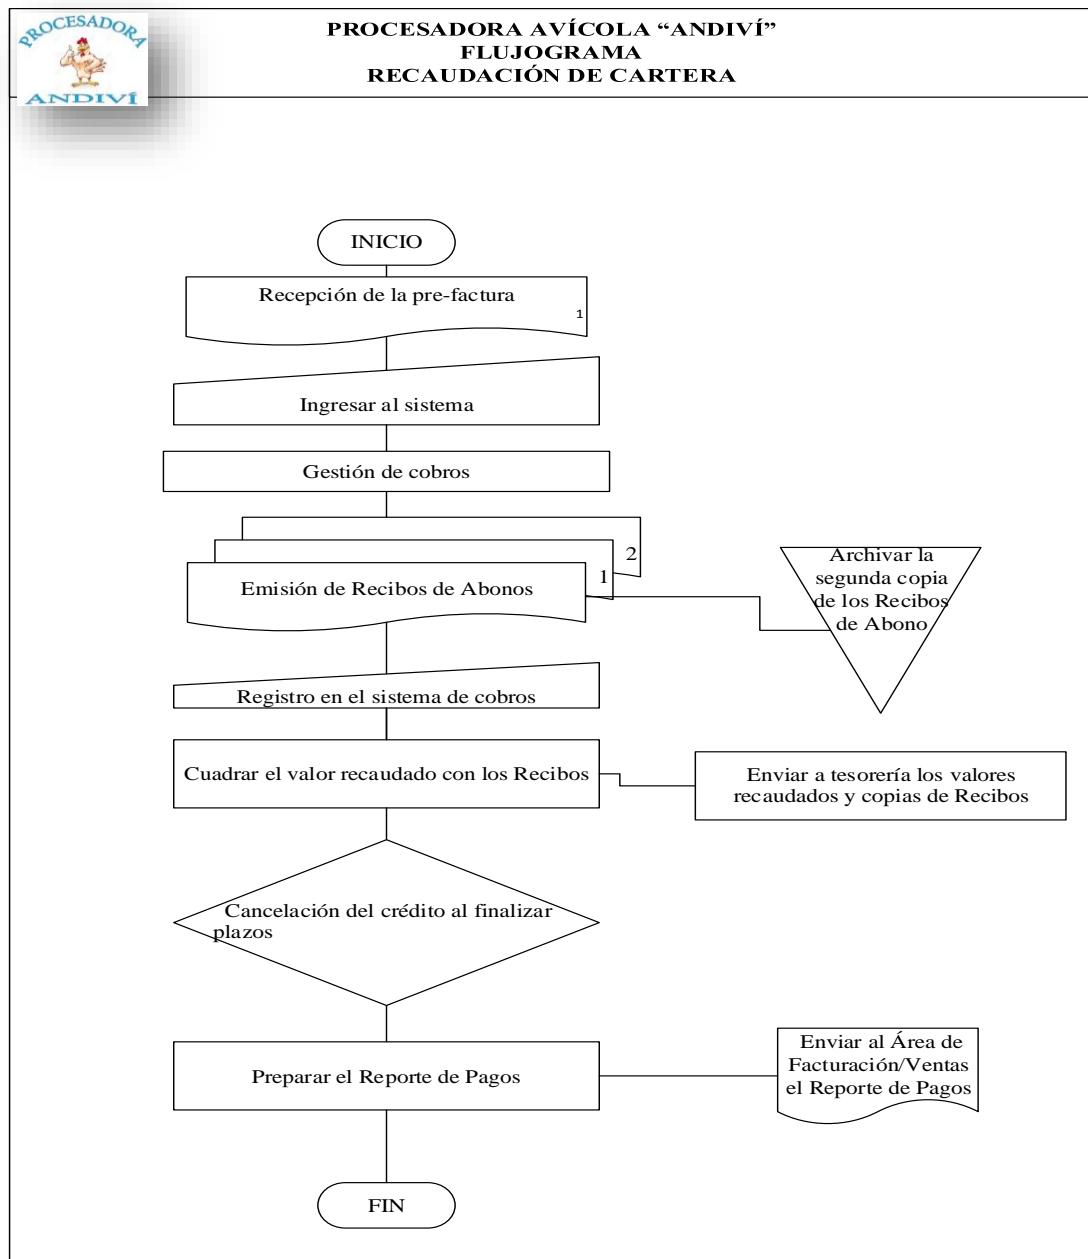 PROCESADORA
ANDIVÍ
PROCESADORA AVÍCOLA “ANDIVÍ”
FLUJOGRAMA
RECAUDACIÓN DE CARTERA
INICIO
Recepción de la pre-factura
1
Ingresar al sistema
Gestión de cobros
2
1
Emisión de Recibos de Abonos
Archivar la
segunda copia
de los Recibos
de Abono
Registro en el sistema de cobros
Cuadrar el valor recaudado con los Recibos
Enviar a tesorería los valores
recaudados y copias de Recibos
Cancelación del crédito al finalizar
plazos
Preparar el Reporte de Pagos
Enviar al Área de
Facturación/Ventas
el Reporte de Pagos
FIN